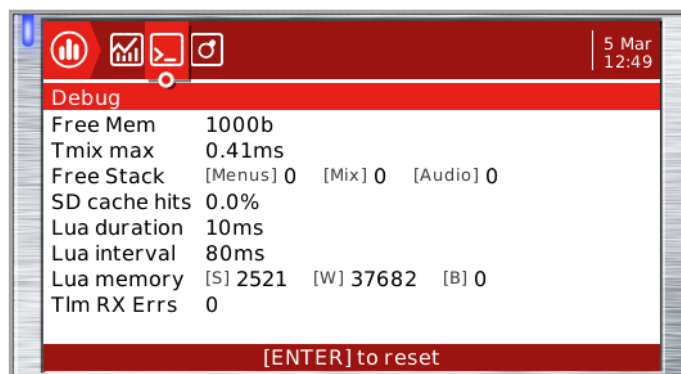 5 Mar
12:49
Debug
Free Mem 1000b
Tmix max 0.41ms
Free Stack [Menus] 0 [Mix] 0 [Audio] 0
SD cache hits 0.0%
Lua duration 10ms
Lua interval 80ms
Lua memory [S] 2521 [W] 37682 [B] 0
Tlm RX Errs 0
[ENTER] to reset